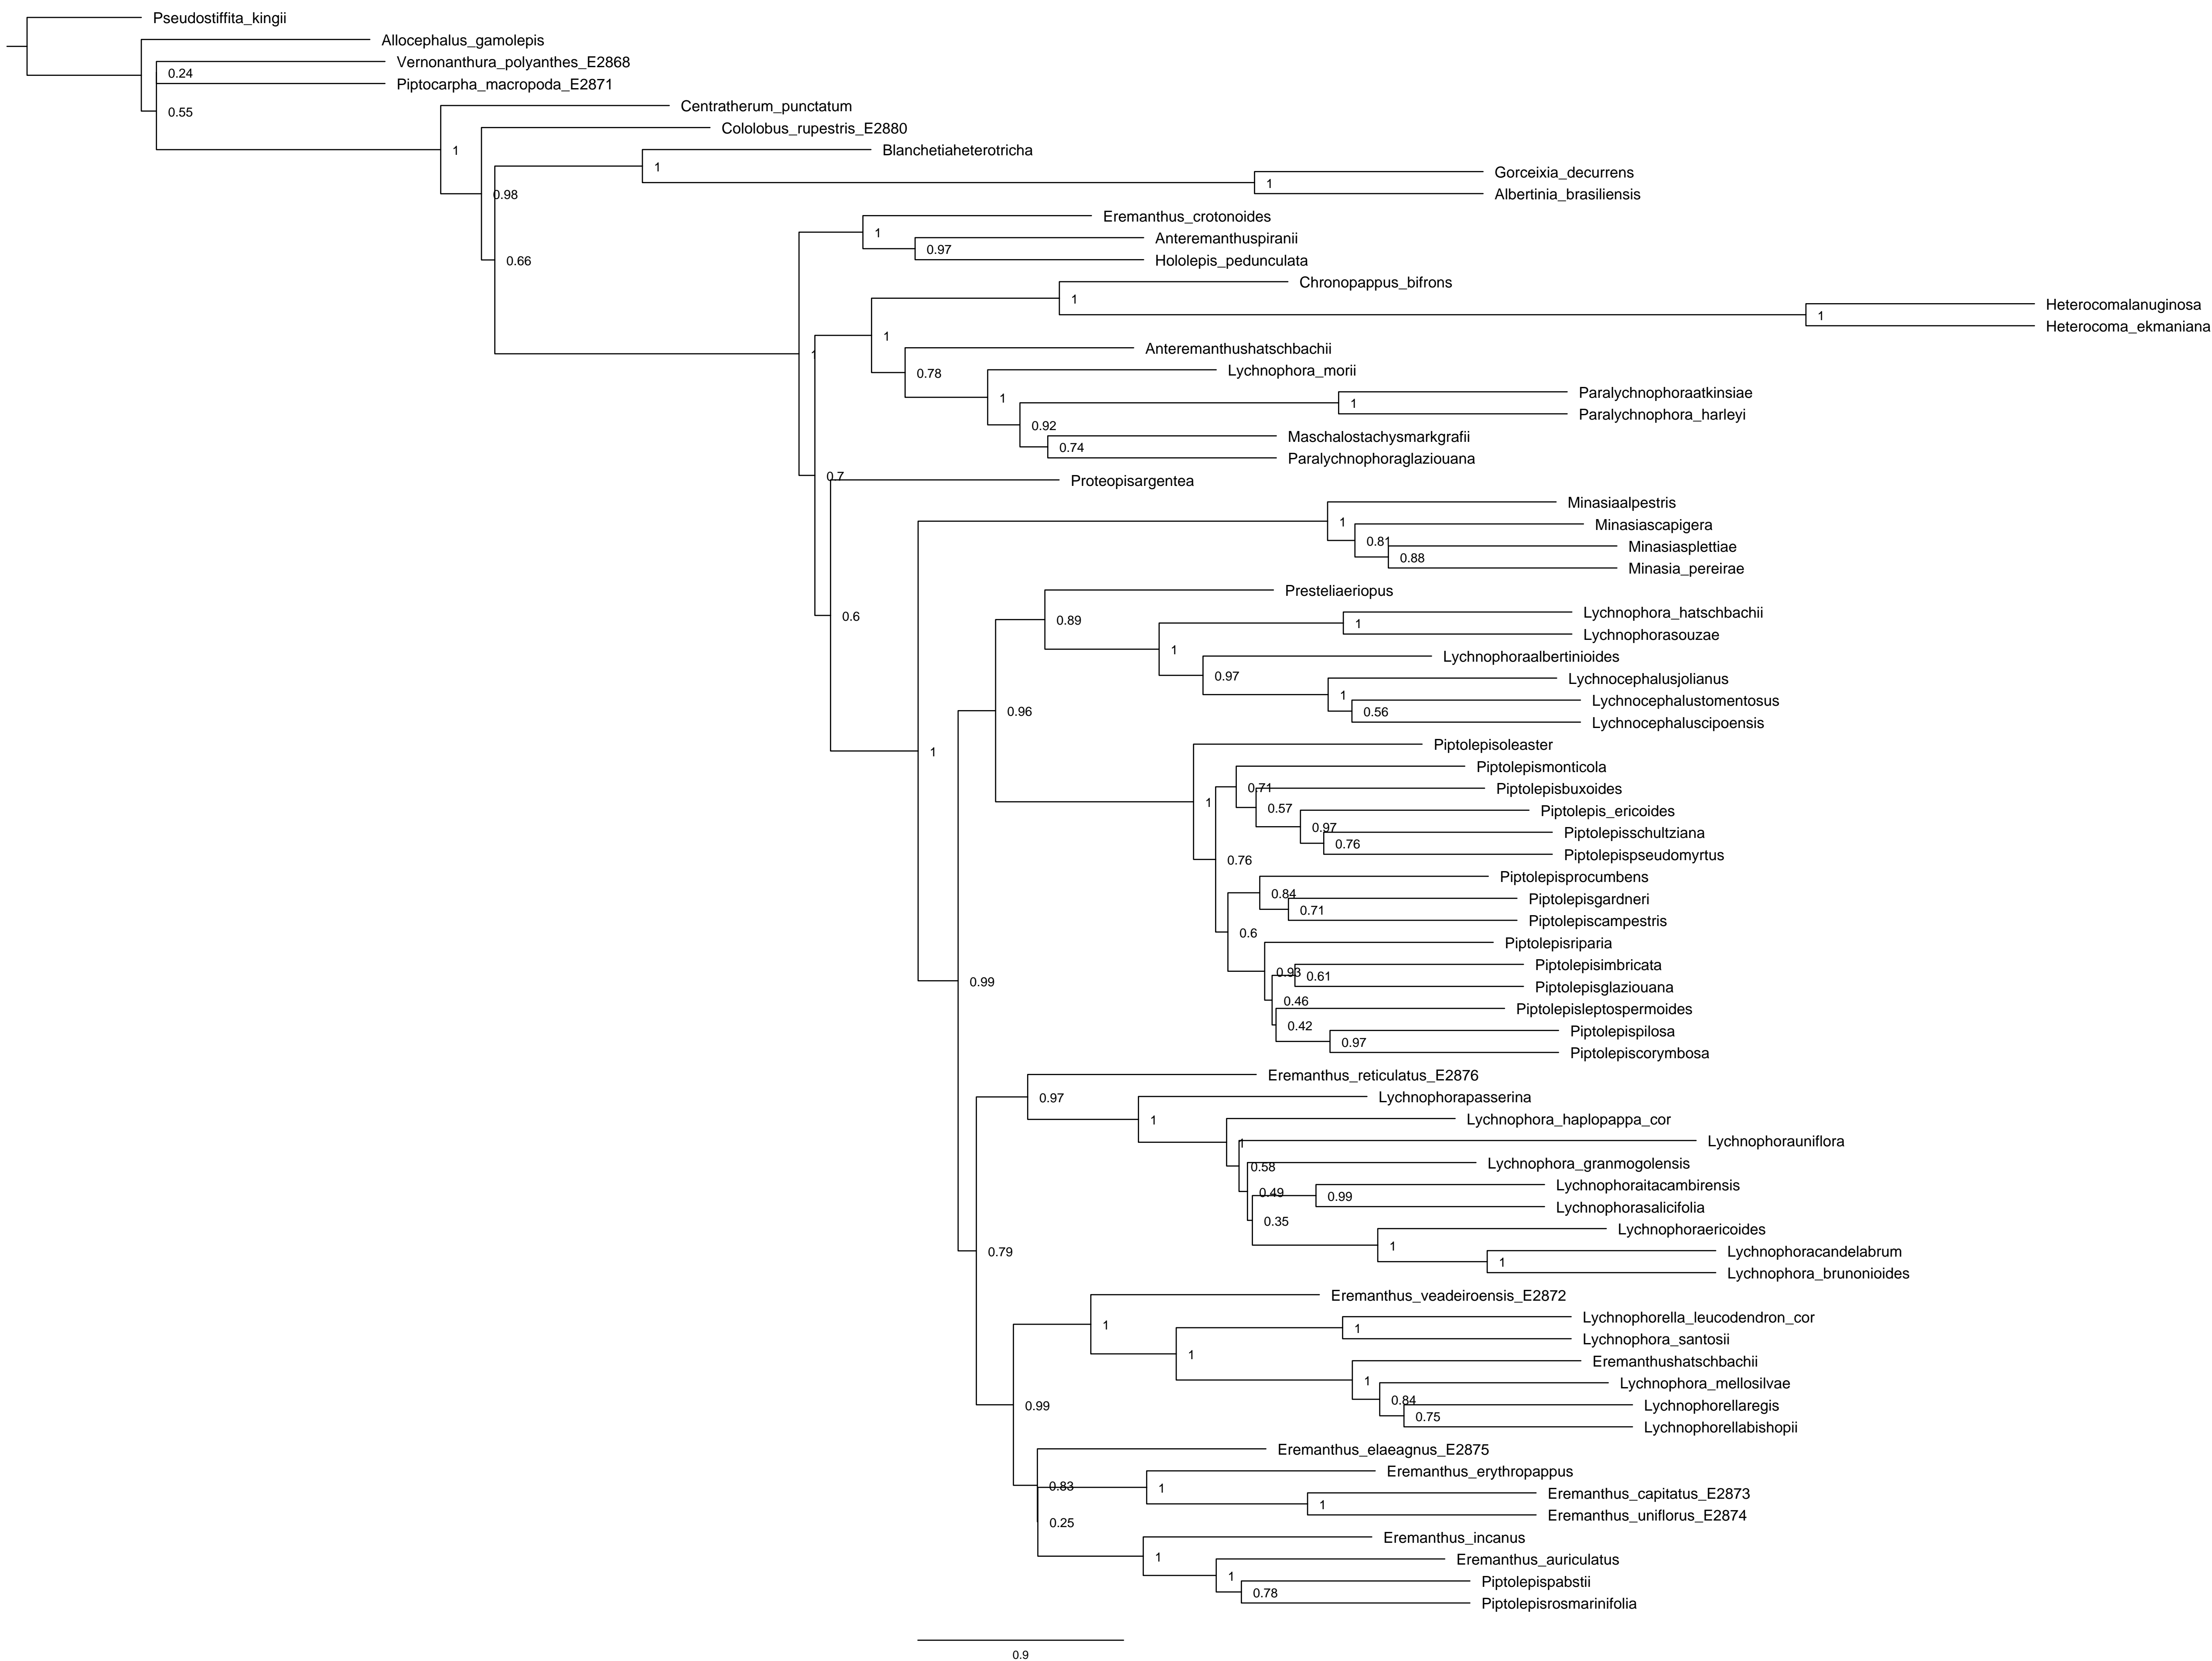 Pseudostiffita_kingii
Allocephalus_gamolepis
Vernonanthura_polyanthes_E2868
0.24
Piptocarpha_macropoda_E2871
0.55
Centratherum_punctatum
Cololobus_rupestris_E2880
1
Blanchetiaheterotricha
1
Gorceixia_decurrens
1
0.98
Albertinia_brasiliensis
Eremanthus_crotonoides
1
Anteremanthuspiranii
0.97
0.66
Hololepis_pedunculata
Chronopappus_bifrons
1
Heterocomalanuginosa
1
Heterocoma_ekmaniana
1
Anteremanthushatschbachii
1
0.78
Lychnophora_morii
Paralychnophoraatkinsiae
1
1
Paralychnophora_harleyi
0.92
Maschalostachysmarkgrafii
0.74
Paralychnophoraglaziouana
0.7
Proteopisargentea
Minasiaalpestris
1
Minasiascapigera
0.81
Minasiasplettiae
0.88
Minasia_pereirae
Presteliaeriopus
0.6
0.89
Lychnophora_hatschbachii
1
Lychnophorasouzae
1
Lychnophoraalbertinioides
0.97
Lychnocephalusjolianus
1
Lychnocephalustomentosus
0.96
0.56
Lychnocephaluscipoensis
1
Piptolepisoleaster
Piptolepismonticola
0.71
Piptolepisbuxoides
1
0.57
Piptolepis_ericoides
0.97
Piptolepisschultziana
0.76
Piptolepispseudomyrtus
0.76
Piptolepisprocumbens
0.84
Piptolepisgardneri
0.71
Piptolepiscampestris
0.6
Piptolepisriparia
Piptolepisimbricata
0.93
0.61
0.99
Piptolepisglaziouana
0.46
Piptolepisleptospermoides
0.42
Piptolepispilosa
0.97
Piptolepiscorymbosa
Eremanthus_reticulatus_E2876
0.97
Lychnophorapasserina
1
Lychnophora_haplopappa_cor
1
Lychnophorauniflora
0.58
Lychnophora_granmogolensis
0.49
Lychnophoraitacambirensis
0.99
Lychnophorasalicifolia
0.35
Lychnophoraericoides
0.79
1
Lychnophoracandelabrum
1
Lychnophora_brunonioides
Eremanthus_veadeiroensis_E2872
1
Lychnophorella_leucodendron_cor
1
Lychnophora_santosii
1
Eremanthushatschbachii
1
Lychnophora_mellosilvae
0.84
0.99
Lychnophorellaregis
0.75
Lychnophorellabishopii
Eremanthus_elaeagnus_E2875
Eremanthus_erythropappus
0.83
1
Eremanthus_capitatus_E2873
1
Eremanthus_uniflorus_E2874
0.25
Eremanthus_incanus
1
Eremanthus_auriculatus
1
Piptolepispabstii
0.78
Piptolepisrosmarinifolia
0.9